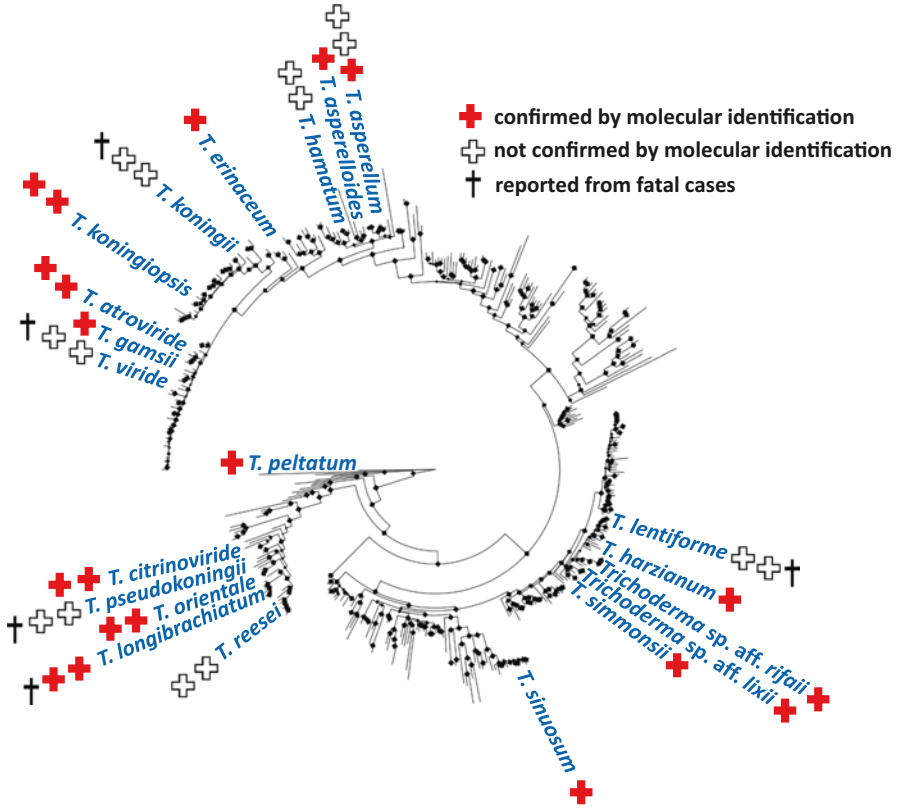 confirmed by molecular identification
not confirmed by molecular identification
† reported from fatal cases
T. asperellum
T. asperelloides
T. hamatum
T. erinaceum
† T. koningii
T. koningiopsis
T. atroviride
T. gamsii
† T. viride
T. peltatum
T. citrinoviride
† T. pseudokoningii
T. orientale
† T. longibrachiatum
T. reesei
T. lentiforme †
T. harzianum
Trichoderma sp. aff. rifaii
Trichoderma sp. aff. lixii
T. simmonsii
T. sinuosum